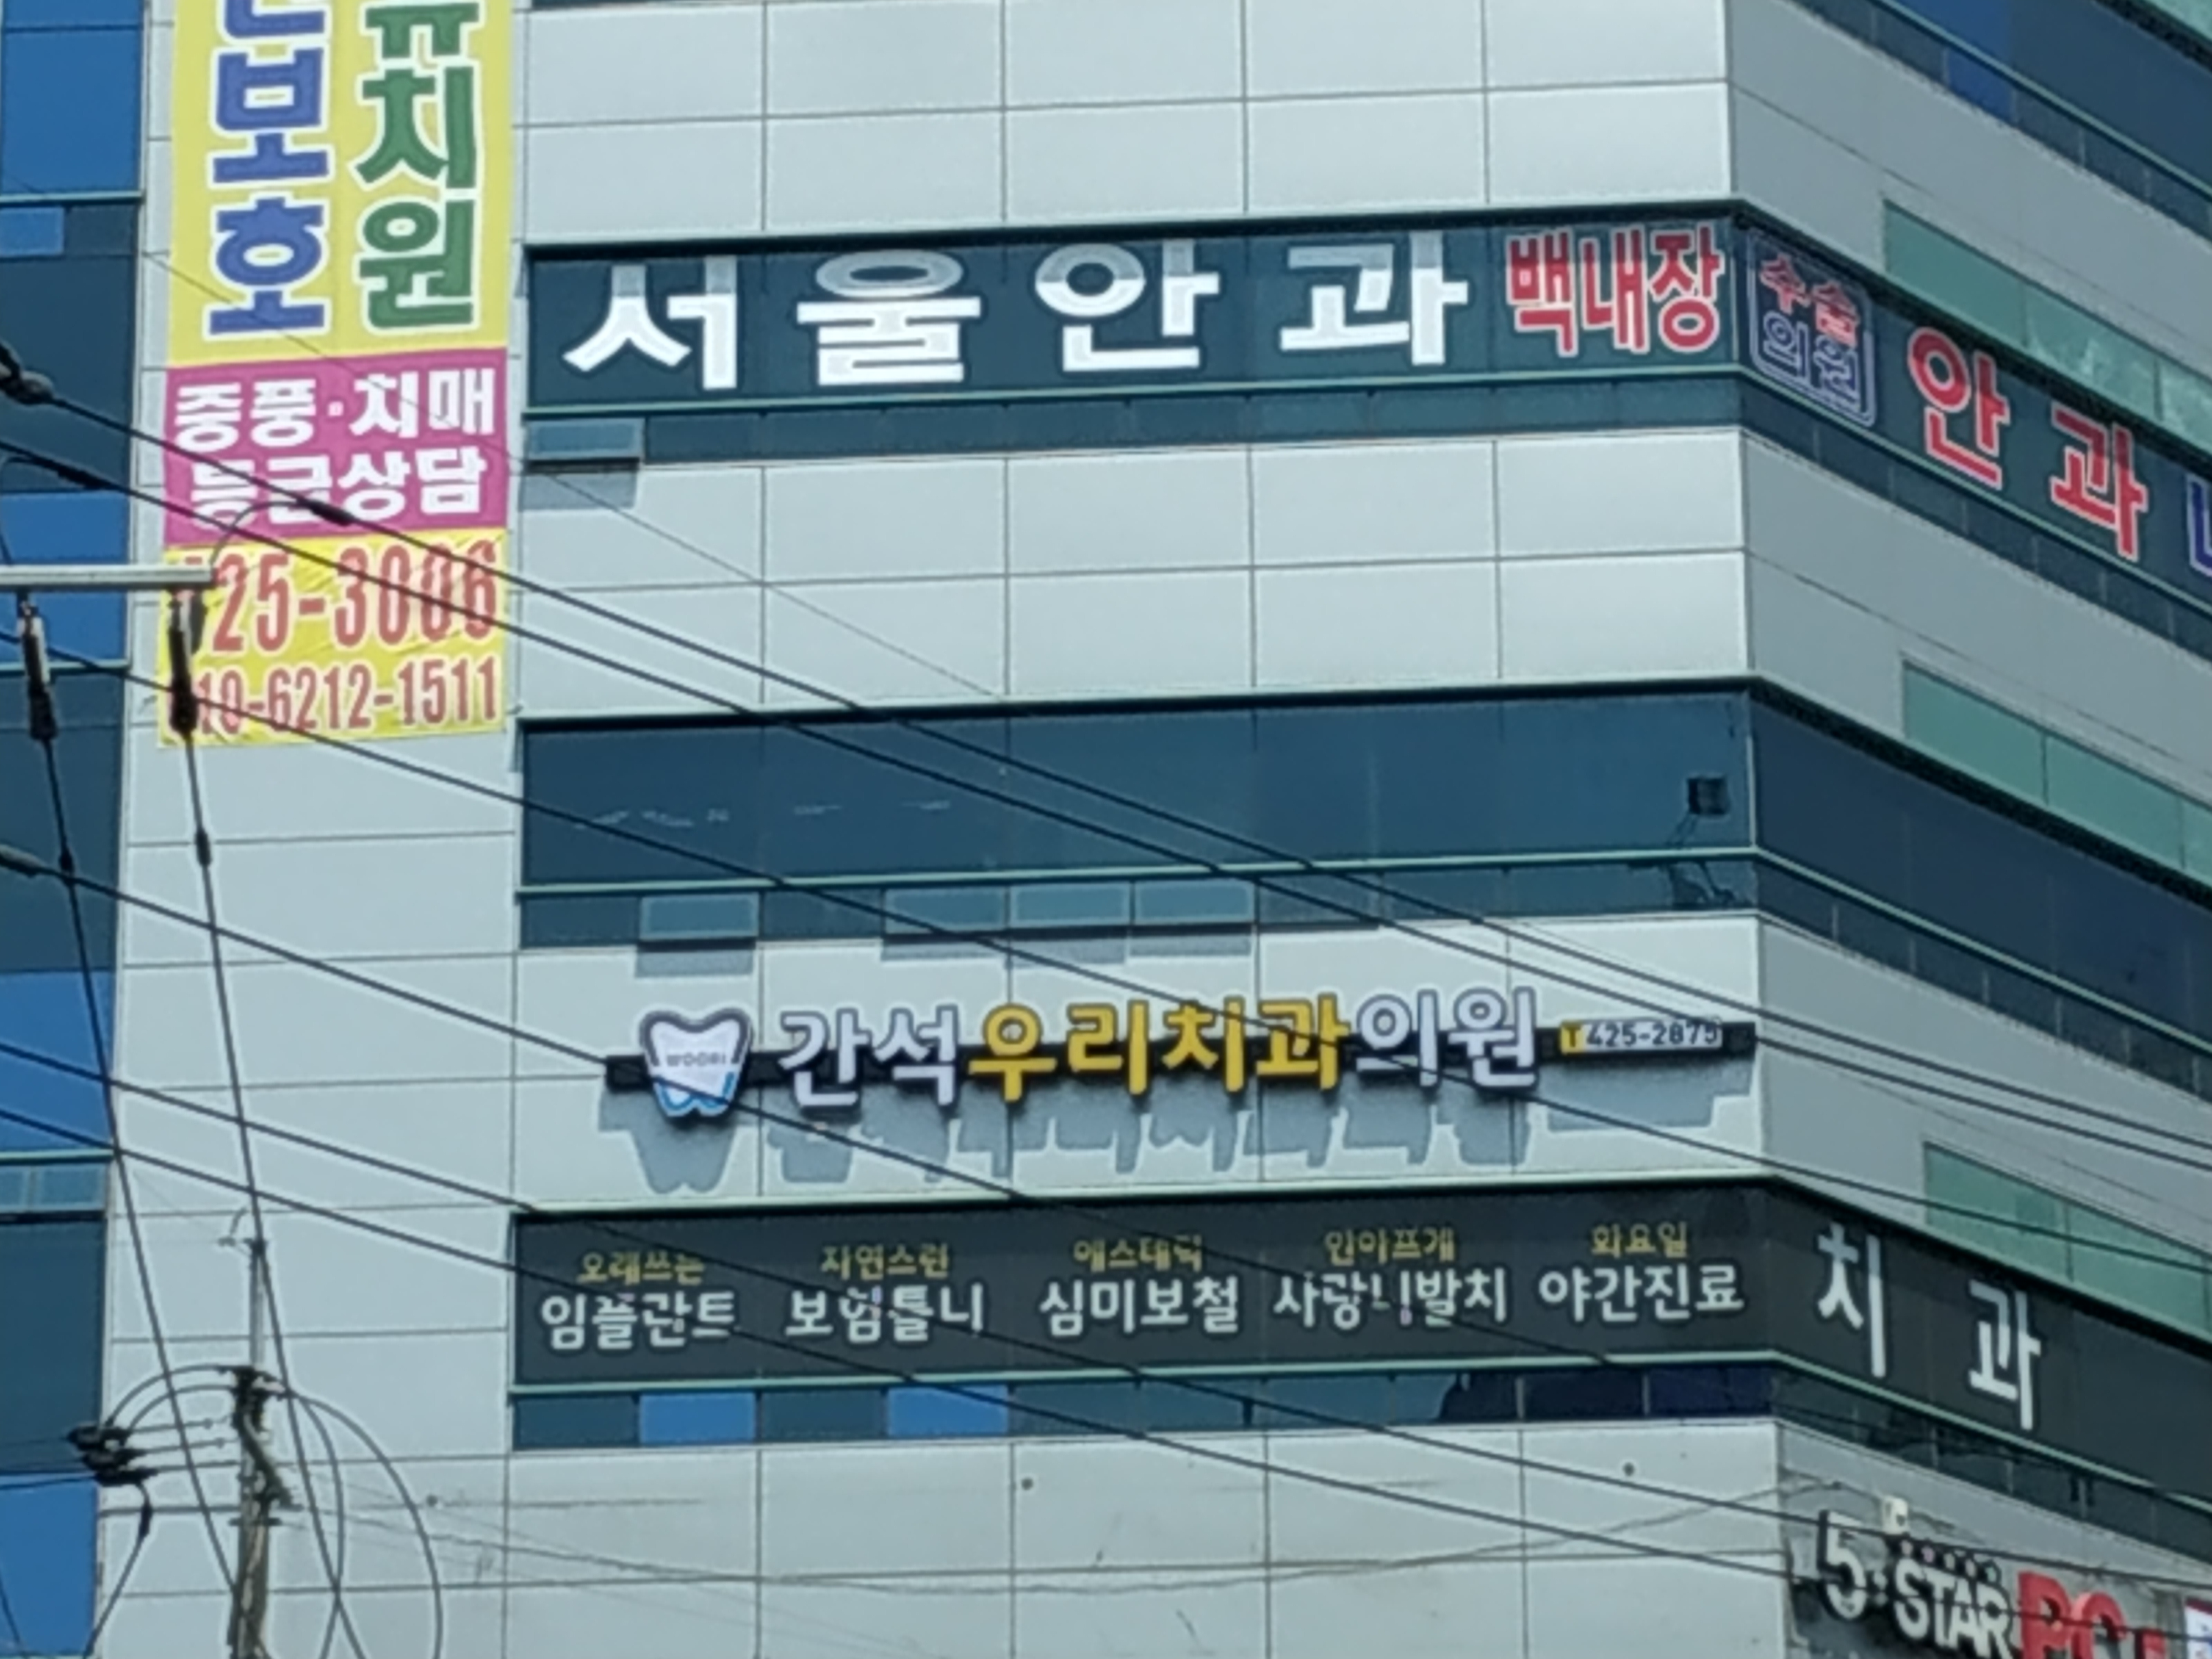 보호
유치원
중풍·치매
등급상담
25-3006
010-6212-1511
서울안과 백내장
수술
의원
안과
WOORI 간석우리치과의원 T 425-2875
오래쓰는 자연스런 에스테틱 안아프게 화요일
임플란트 보험틀니 심미보철 사랑니발치 야간진료
치과
5 STAR PC